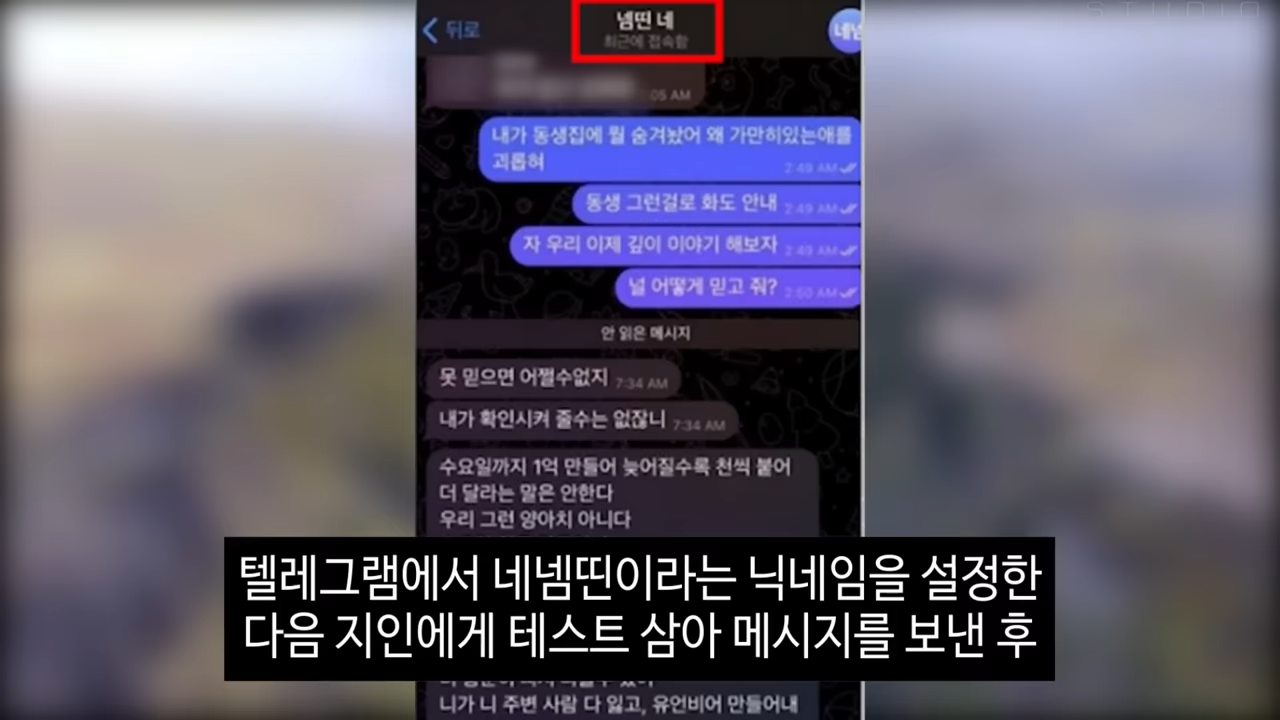 STUDIO
뒤로
넴띤 네
최근에 접속함
네넴
05 AM
내가 동생집에 뭘 숨겨놨어 왜 가만히있는애를
괴롭혀
2:49 AM
동생 그런걸로 화도 안내
2:49 AM
자 우리 이제 깊이 이야기 해보자
2:49 AM
널 어떻게 믿고 줘?
2:50 AM
안 읽은 메시지
못 믿으면 어쩔수없지
7:34 AM
내가 확인시켜 줄수는 없잖니
7:34 AM
수요일까지 1억 만들어 늦어질수록 천씩 붙어
더 달라는 말은 안한다
우리 그런 양아치 아니다
텔레그램에서 네넴띤이라는 닉네임을 설정한
다음 지인에게 테스트 삼아 메시지를 보낸 후
니가 니 주변 사람 다 잃고, 유언비어 만들어내